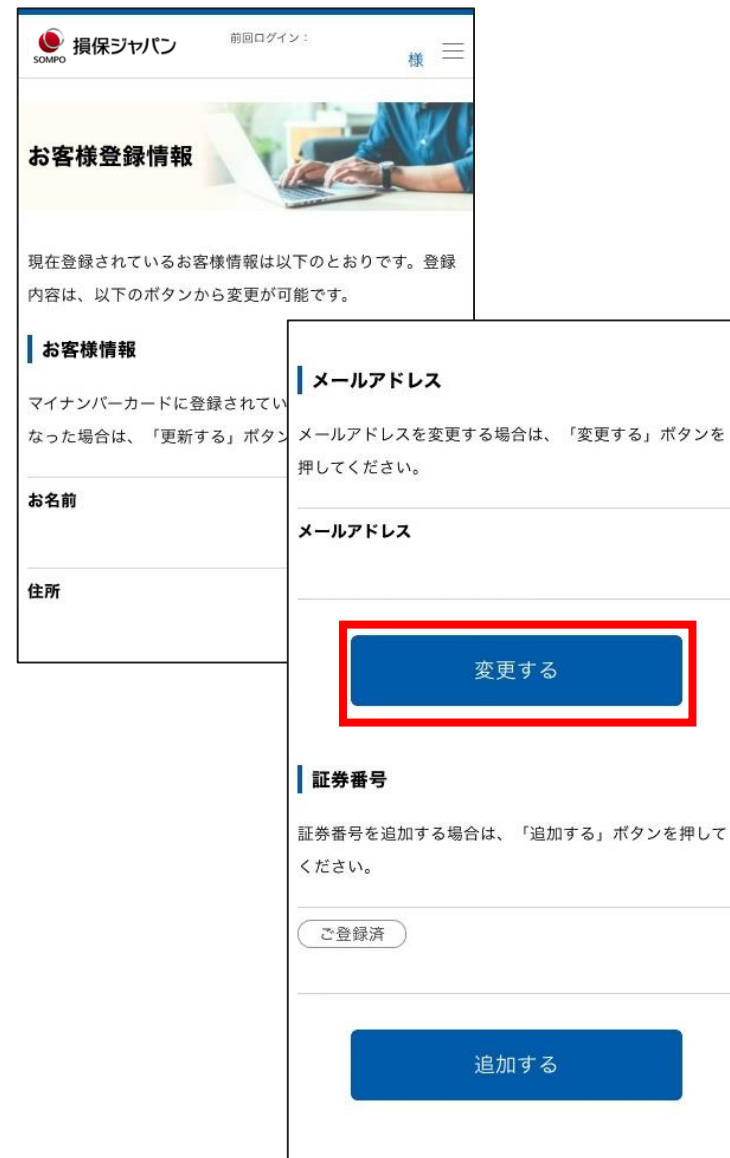 SOMPO
損保ジャパン
前回ログイン：
様
お客様登録情報
現在登録されているお客様情報は以下のとおりです。登録
内容は、以下のボタンから変更が可能です。
お客様情報
マイナンバーカードに登録されてい
なった場合は、「更新する」ボタン
お名前
住所
メールアドレス
メールアドレスを変更する場合は、「変更する」ボタンを
押してください。
メールアドレス
変更する
証券番号
証券番号を追加する場合は、「追加する」ボタンを押して
ください。
ご登録済
追加する